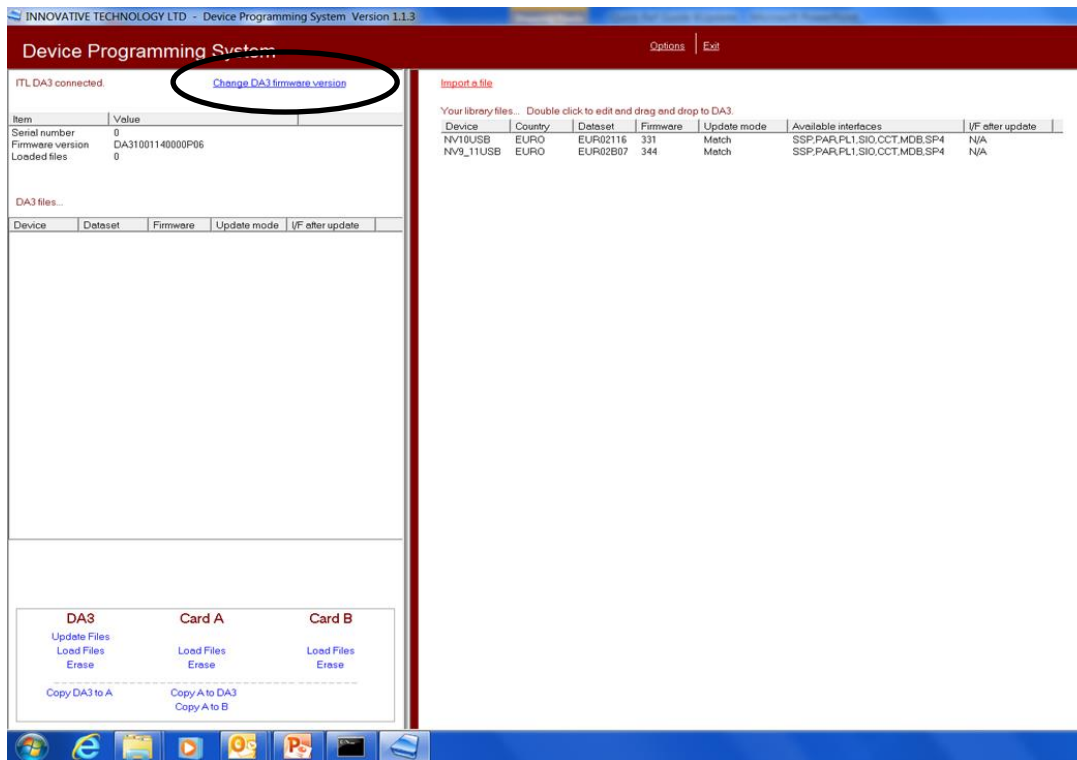 INNOVATIVE TECHNOLOGY LTD - Device Programming System Version 1.1.3
Device Programming System
Options Exit
ITL DA3 connected. Change DA3 firmware version
Item Value
Serial number 0
Firmware version DA31001140000P06
Loaded files 0
DA3 files...
Device Dataset Firmware Update mode I/F after update
DA3 Card A Card B
Update Files
Load Files Load Files Load Files
Erase Erase Erase
Copy DA3 to A Copy A to DA3
Copy A to B
Import a file
Your library files... Double click to edit and drag and drop to DA3.
Device Country Dataset Firmware Update mode Available interfaces I/F after update
NV10USB EURO EUR02116 331 Match SSP,PAR,PL1,SIO,CCT,MDB,SP4 N/A
NV9_11USB EURO EUR02B07 344 Match SSP,PAR,PL1,SIO,CCT,MDB,SP4 N/A